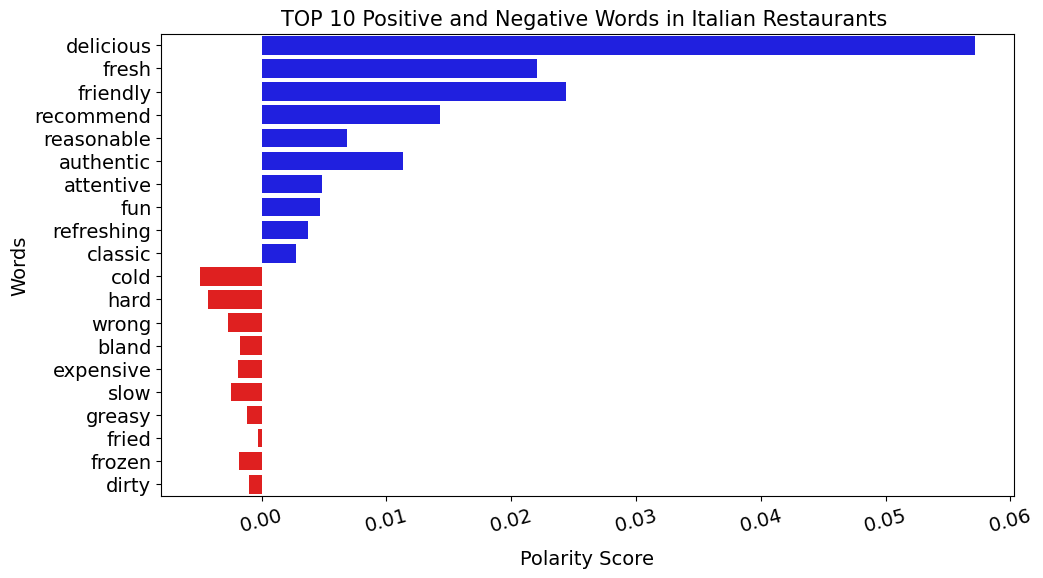 TOP 10 Positive and Negative Words in Italian Restaurants
delicious
fresh
friendly
recommend
reasonable
authentic
attentive
fun
refreshing
classic
cold
hard
wrong
bland
expensive
slow
greasy
fried
frozen
dirty
Words
0.00 0.01 0.02 0.03 0.04 0.05 0.06
Polarity Score